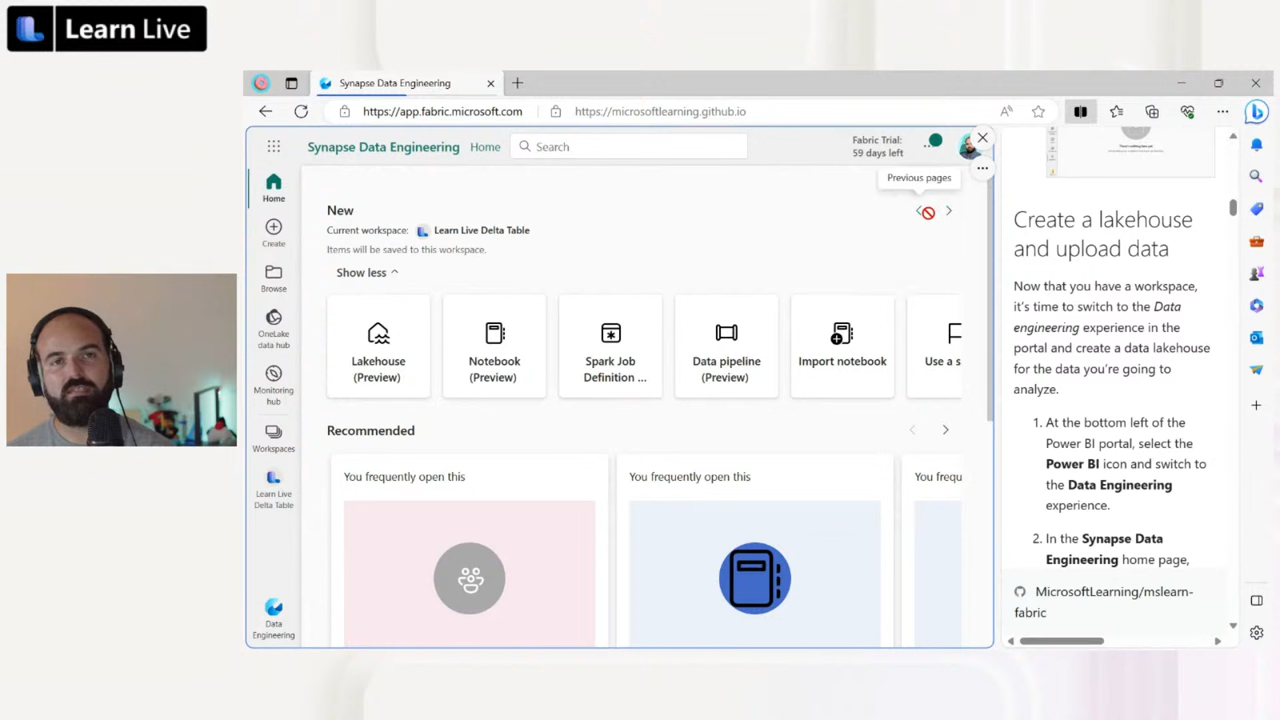 Learn Live
Synapse Data Engineering
https://app.fabric.microsoft.com
https://microsoftlearning.github.io
Synapse Data Engineering
Home
Search
Fabric Trial:
59 days left
Previous pages
Home
Create
Browse
OneLake
data hub
Monitoring
hub
Workspaces
Learn Live
Delta Table
Data
Engineering
New
Current workspace:
Learn Live Delta Table
Items will be saved to this workspace.
Show less
Lakehouse
(Preview)
Notebook
(Preview)
Spark Job
Definition ...
Data pipeline
(Preview)
Import notebook
Use a s
Recommended
You frequently open this
You frequently open this
You frequ
Create a lakehouse
and upload data
Now that you have a workspace,
it's time to switch to the Data
engineering experience in the
portal and create a data lakehouse
for the data you're going to
analyze.
1. At the bottom left of the
Power BI portal, select the
Power BI icon and switch to
the Data Engineering
experience.
2. In the Synapse Data
Engineering home page,
MicrosoftLearning/mslearn-
fabric